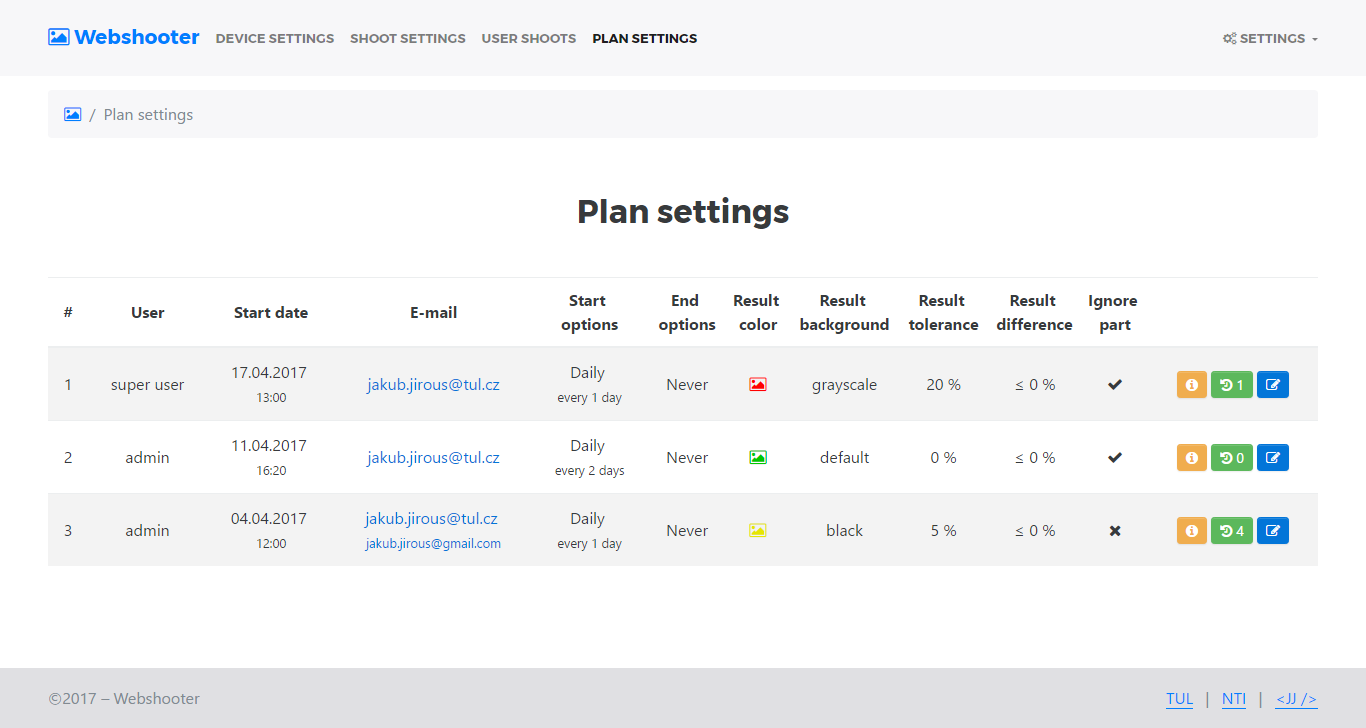 Webshooter DEVICE SETTINGS SHOOT SETTINGS USER SHOOTS PLAN SETTINGS SETTINGS
/ Plan settings
Plan settings
# User Start date E-mail Start options End options Result color Result background Result tolerance Result difference Ignore part
1 super user 17.04.2017 13:00 jakub.jirous@tul.cz Daily every 1 day Never grayscale 20 % ≤ 0 % 1
2 admin 11.04.2017 16:20 jakub.jirous@tul.cz Daily every 2 days Never default 0 % ≤ 0 % 0
3 admin 04.04.2017 12:00 jakub.jirous@tul.cz jakub.jirous@gmail.com Daily every 1 day Never black 5 % ≤ 0 % 4
©2017 – Webshooter TUL | NTI | <JJ />